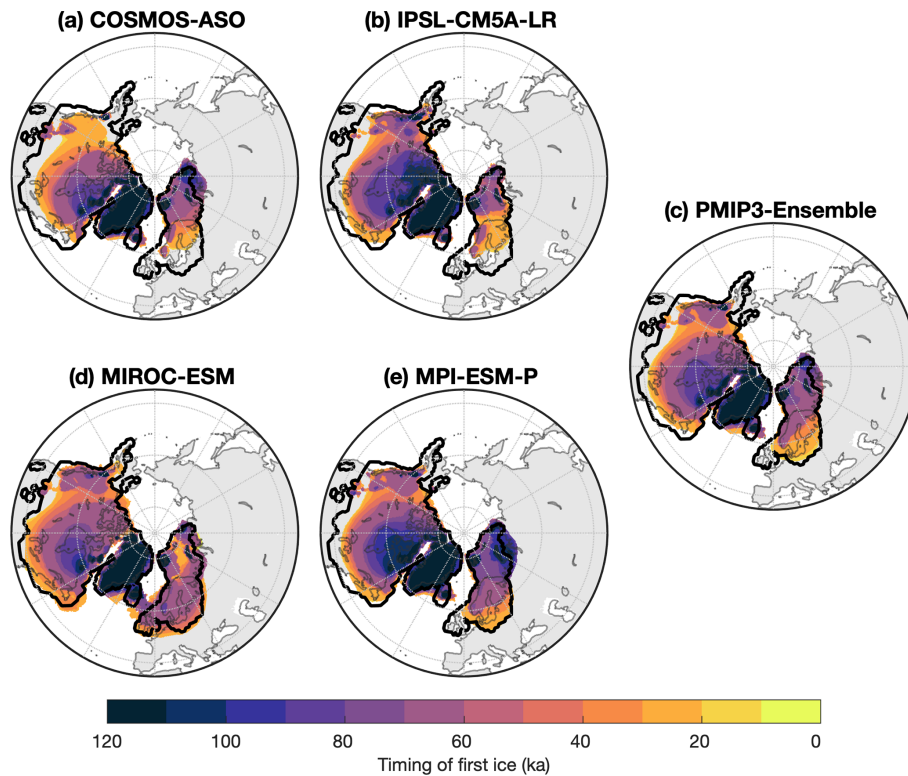 (a) COSMOS-ASO
(b) IPSL-CM5A-LR
(c) PMIP3-Ensemble
(d) MIROC-ESM
(e) MPI-ESM-P
120 100 80 60 40 20 0
Timing of first ice (ka)